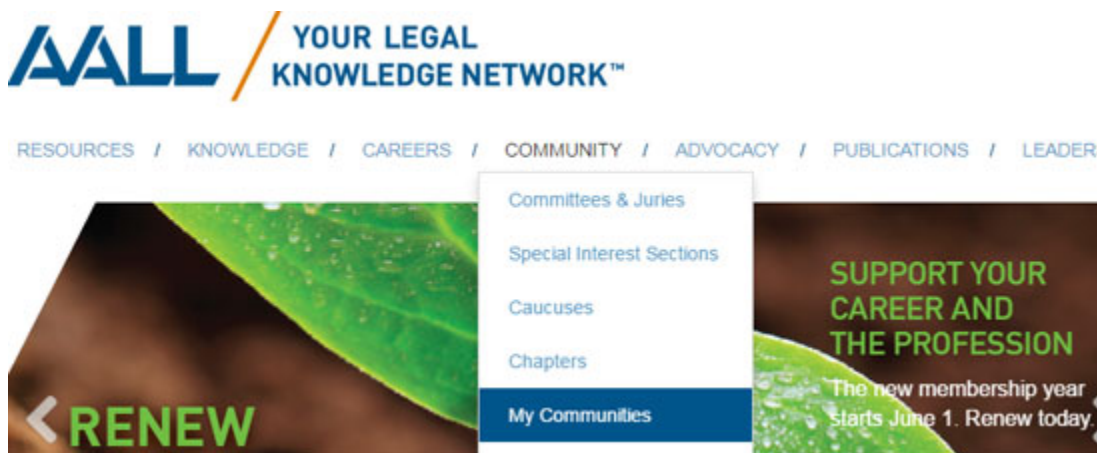 AALL
YOUR LEGAL
KNOWLEDGE NETWORK™
RESOURCES / KNOWLEDGE / CAREERS / COMMUNITY / ADVOCACY / PUBLICATIONS / LEADER
Committees & Juries
Special Interest Sections
Caucuses
Chapters
My Communities
RENEW
SUPPORT YOUR
CAREER AND
THE PROFESSION
The new membership year
starts June 1. Renew today.